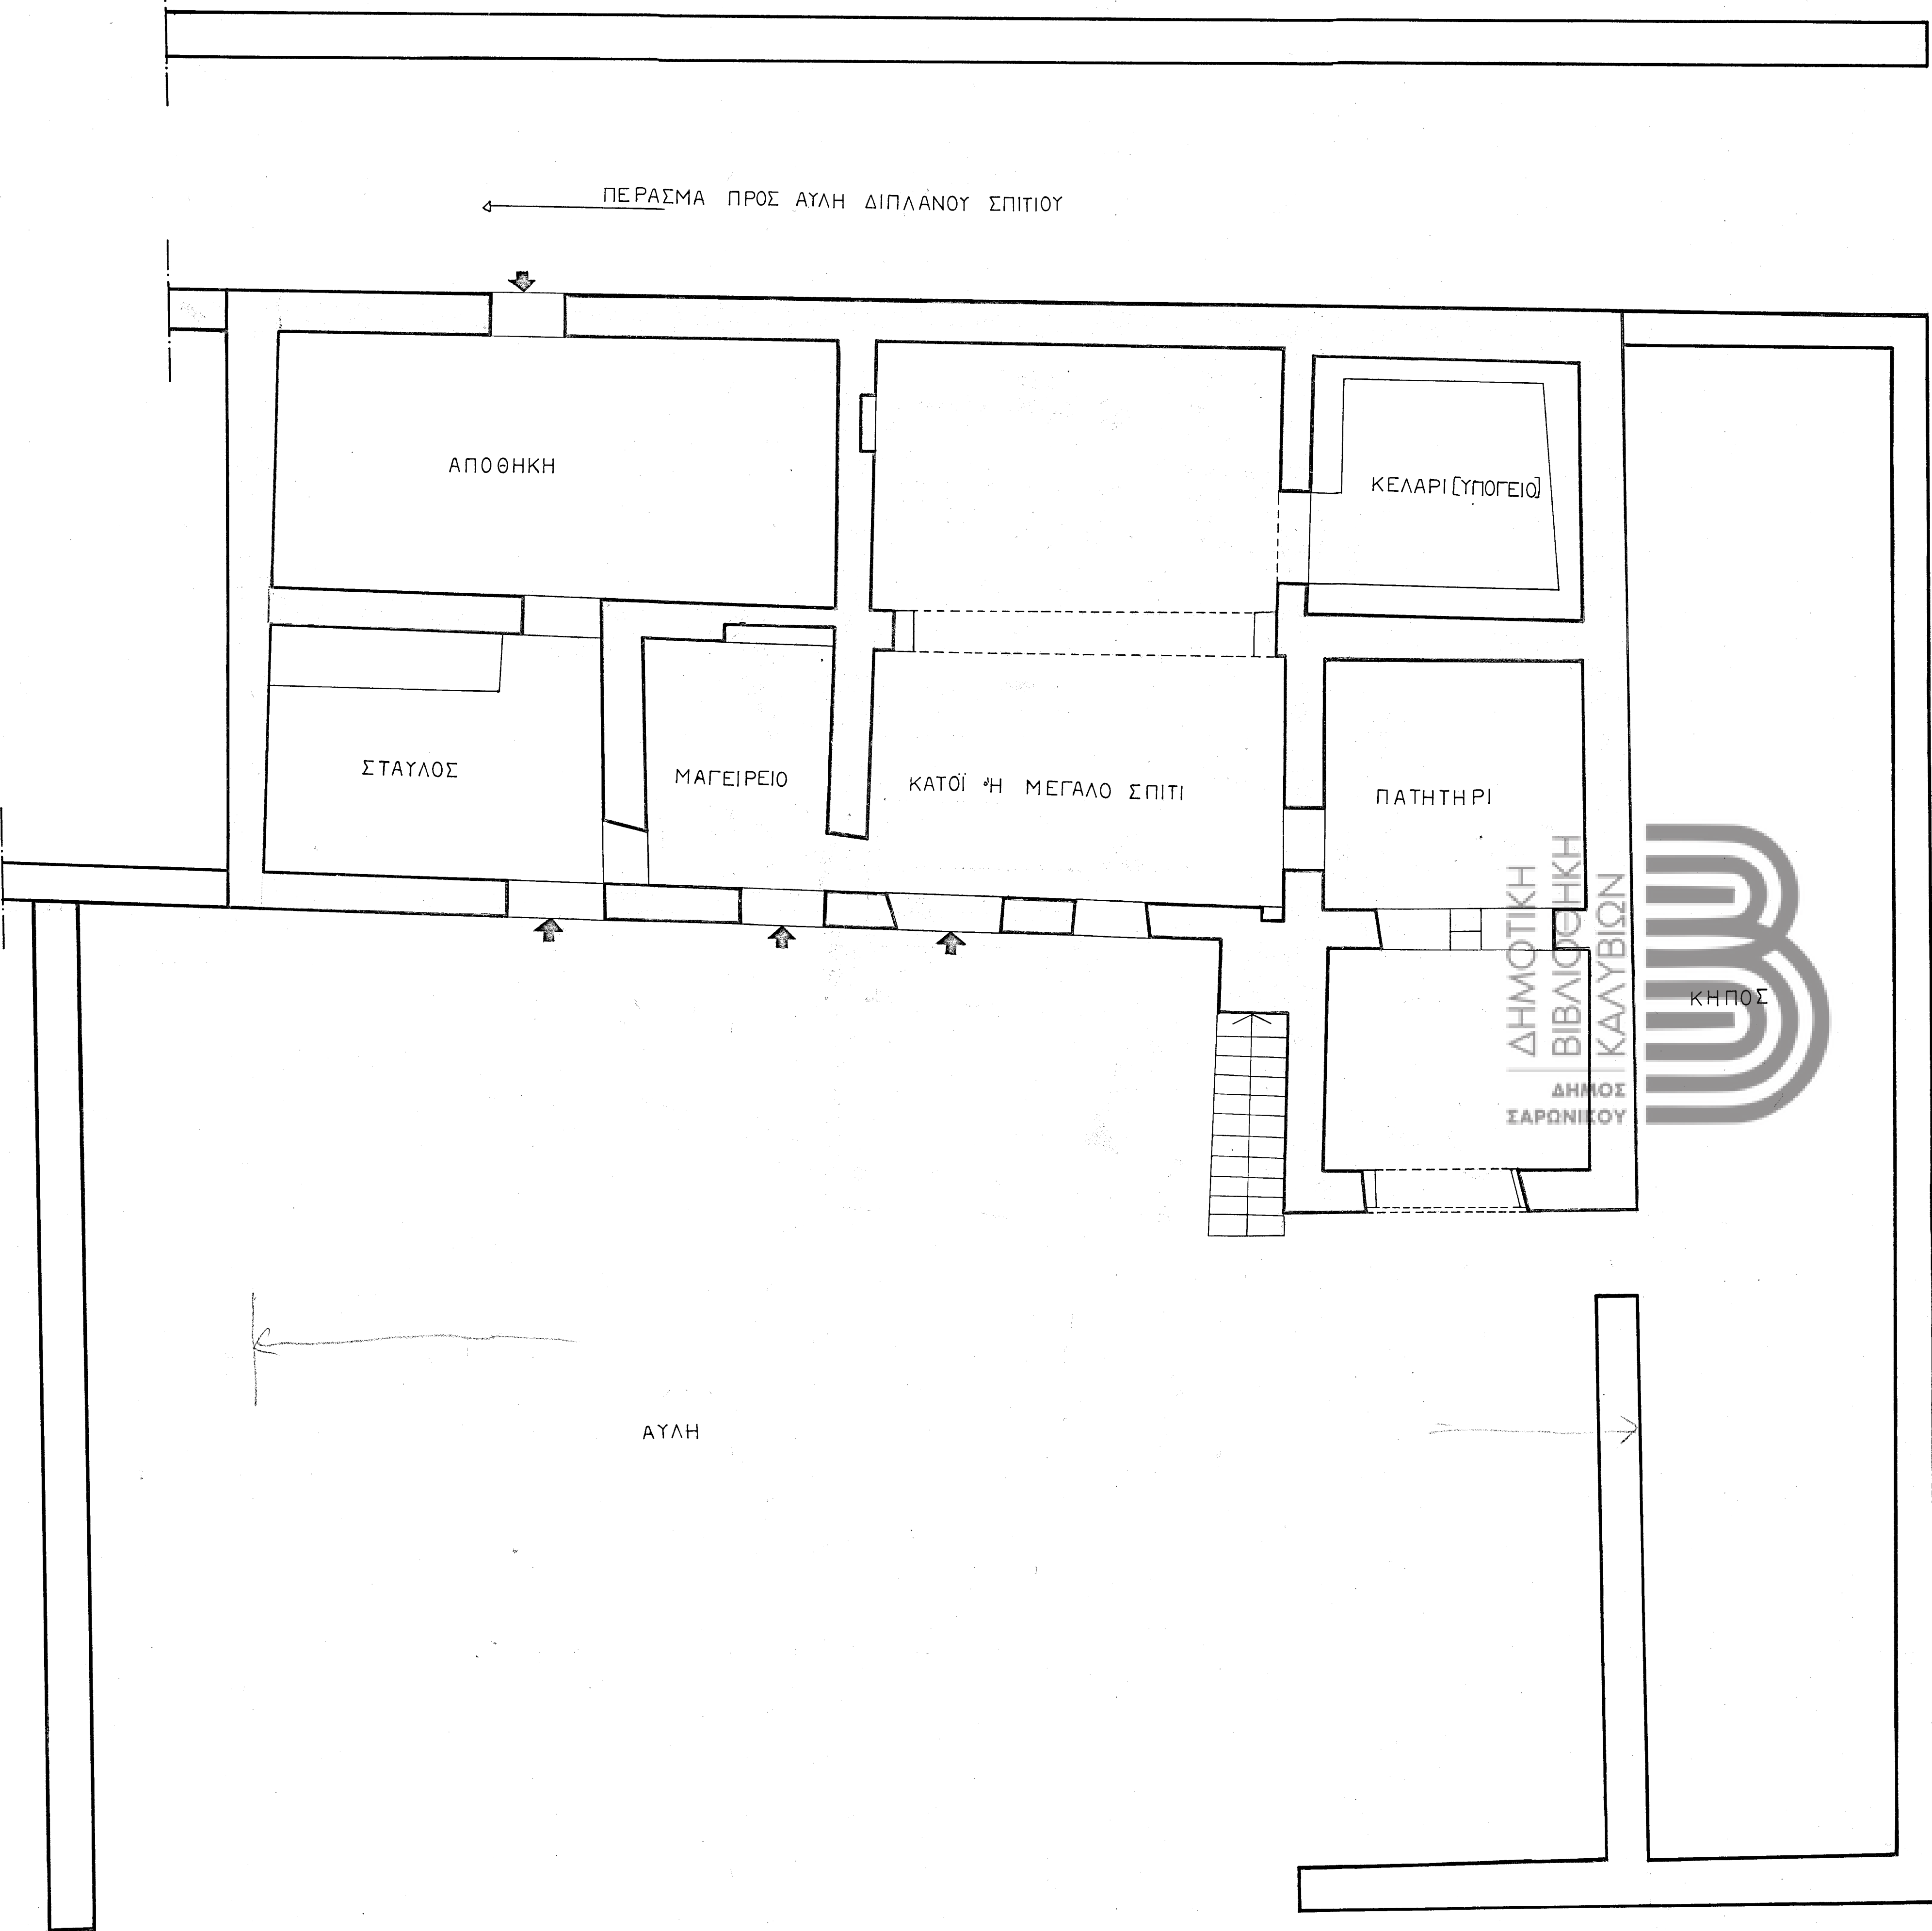 ΠΕΡΑΣΜΑ ΠΡΟΣ ΑΥΛΗ ΔΙΠΛΑΝΟΥ ΣΠΙΤΙΟΥ
ΑΠΟΘΗΚΗ
ΚΕΛΑΡΙ [ΥΠΟΓΕΙΟ]
ΣΤΑΥΛΟΣ
ΜΑΓΕΙΡΕΙΟ
ΚΑΤΟΪ Ή ΜΕΓΑΛΟ ΣΠΙΤΙ
ΠΑΤΗΤΗΡΙ
ΚΗΠΟΣ
ΔΗΜΟΤΙΚΗ
ΒΙΒΛΙΟΘΗΚΗ
ΚΑΛΥΒΙΩΝ
ΔΗΜΟΣ
ΣΑΡΩΝΙΚΟΥ
ΑΥΛΗ